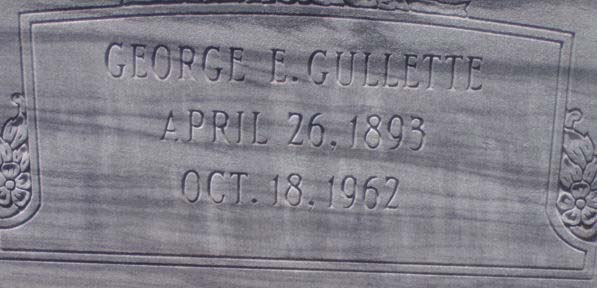 GEORGE E. GULLETTE
APRIL 26, 1893
OCT. 18, 1962